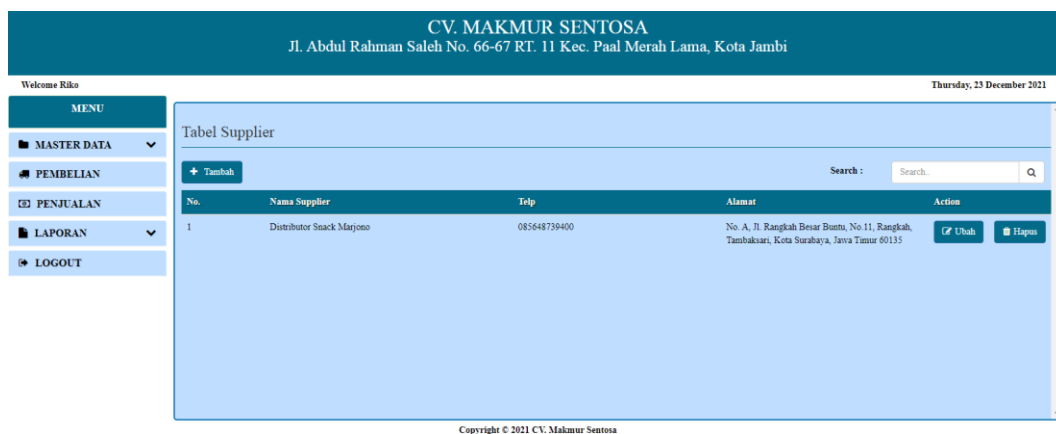 CV. MAKMUR SENTOSA
Jl. Abdul Rahman Saleh No. 66-67 RT. 11 Kec. Paal Merah Lama, Kota Jambi
Welcome Riko
Thursday, 23 December 2021
MENU
MASTER DATA
PEMBELIAN
PENJUALAN
LAPORAN
LOGOUT
Tabel Supplier
Tambah
Search :
Search..
No. Nama Supplier Telp Alamat Action
1 Distributor Snack Marjono 085648739400 No. A, Jl. Rangkah Besar Buntu, No.11, Rangkah,
Tambaksari, Kota Surabaya, Jawa Timur 60135
Ubah Hapus
Copyright © 2021 CV. Makmur Sentosa